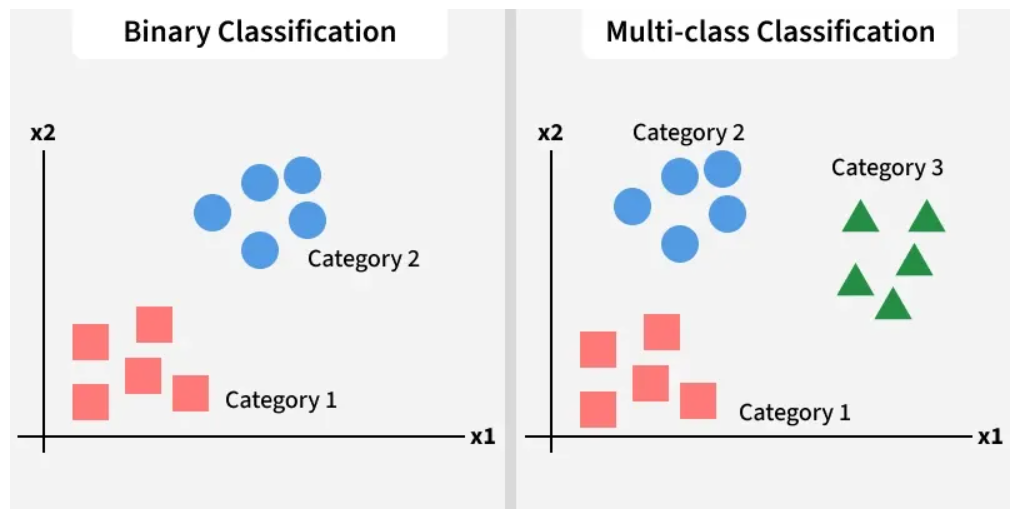 Binary Classification
x2
Category 2
Category 1
x1
Multi-class Classification
x2
Category 2
Category 3
Category 1
x1